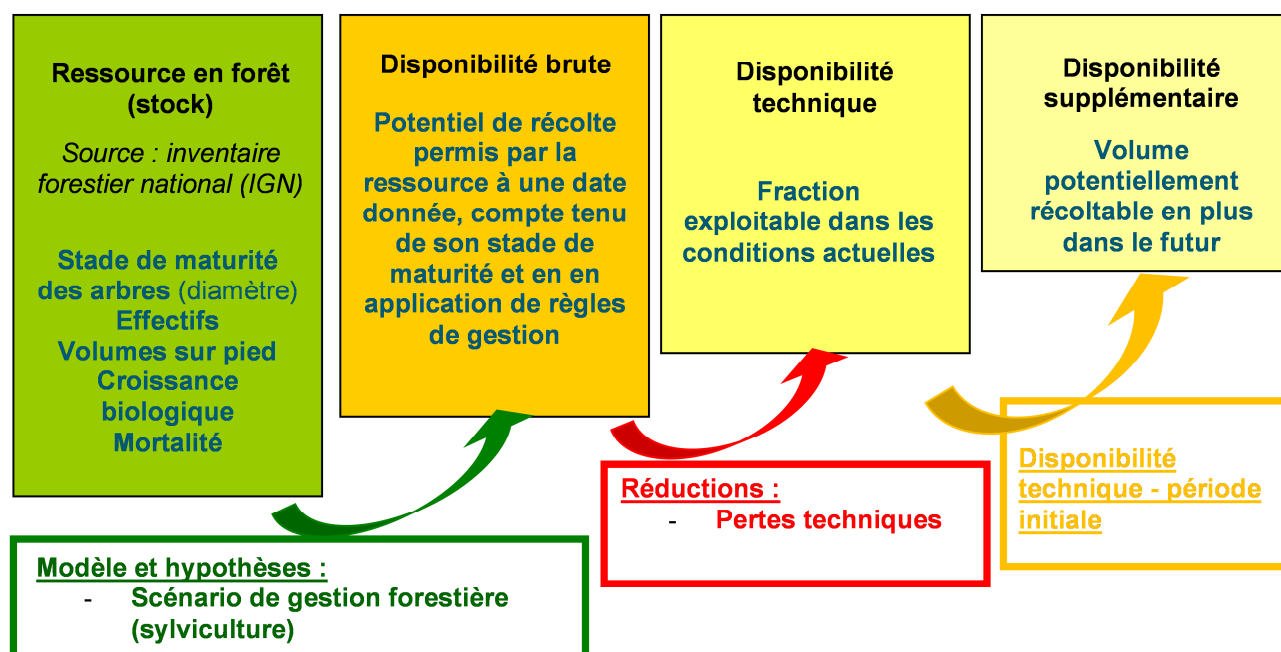 Ressource en forêt
(stock)
Source : inventaire
forestier national (IGN)
Stade de maturité
des arbres (diamètre)
Effectifs
Volumes sur pied
Croissance
biologique
Mortalité
Disponibilité brute
Potentiel de récolte
permis par la
ressource à une date
donnée, compte tenu
de son stade de
maturité et en en
application de règles
de gestion
Disponibilité
technique
Fraction
exploitable dans les
conditions actuelles
Disponibilité
supplémentaire
Volume
potentiellement
récoltable en plus
dans le futur
Modèle et hypothèses :
- Scénario de gestion forestière
(sylviculture)
Réductions :
- Pertes techniques
Disponibilité
technique - période
initiale